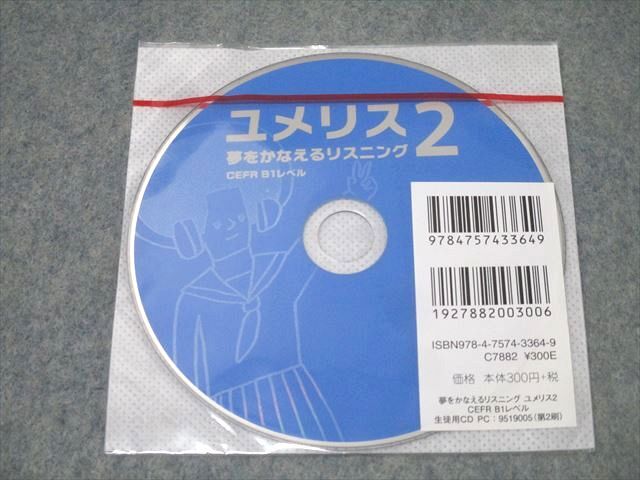 ユメリス2
夢をかなえるリスニング
CEFR B1レベル
9784757433649
1927882003006
ISBN978-4-7574-3364-9
C7882 ¥300E
価格 本体300円+税
夢をかなえるリスニング ユメリス2
CEFR B1レベル
生徒用CD PC：9519005(第2刷)